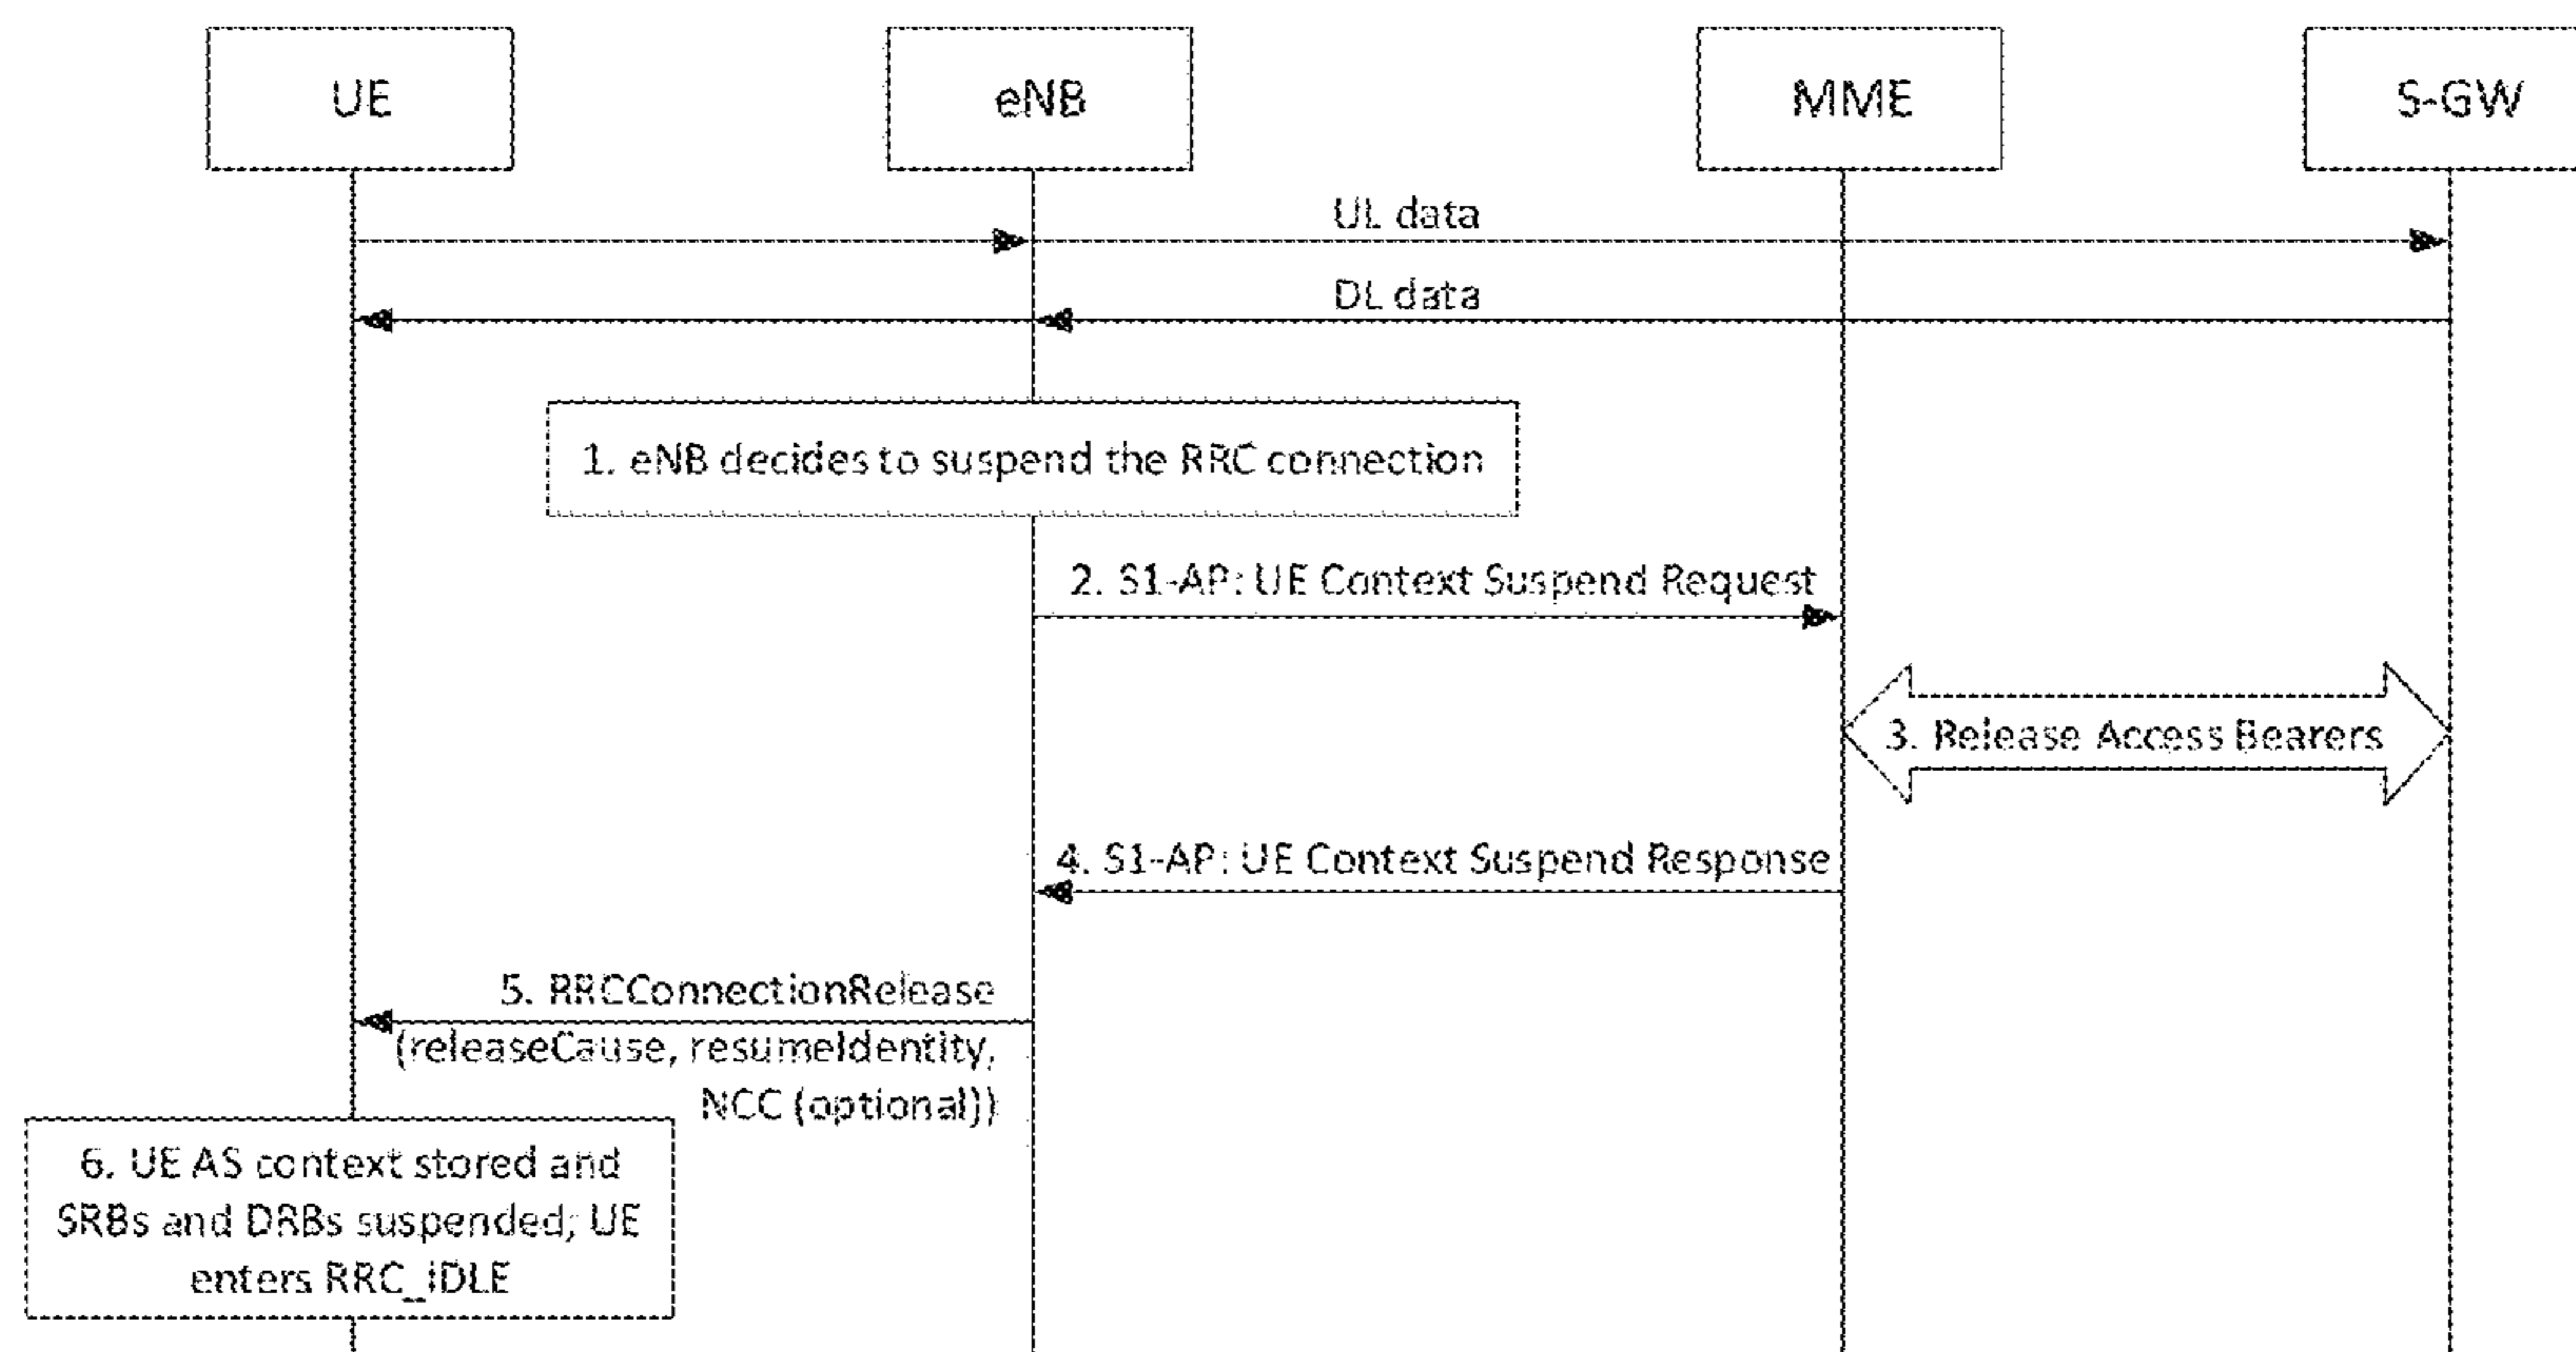 UE
eNB
MME
S-GW
UL data
DL data
1. eNB decides to suspend the RRC connection
2. S1-AP: UE Context Suspend Request
3. Release Access Bearers
4. S1-AP: UE Context Suspend Response
5. RRCConnectionRelease
(releaseCause, resumeIdentity,
NCC (optional))
6. UE AS context stored and
SRBs and DRBs suspended; UE
enters RRC_IDLE